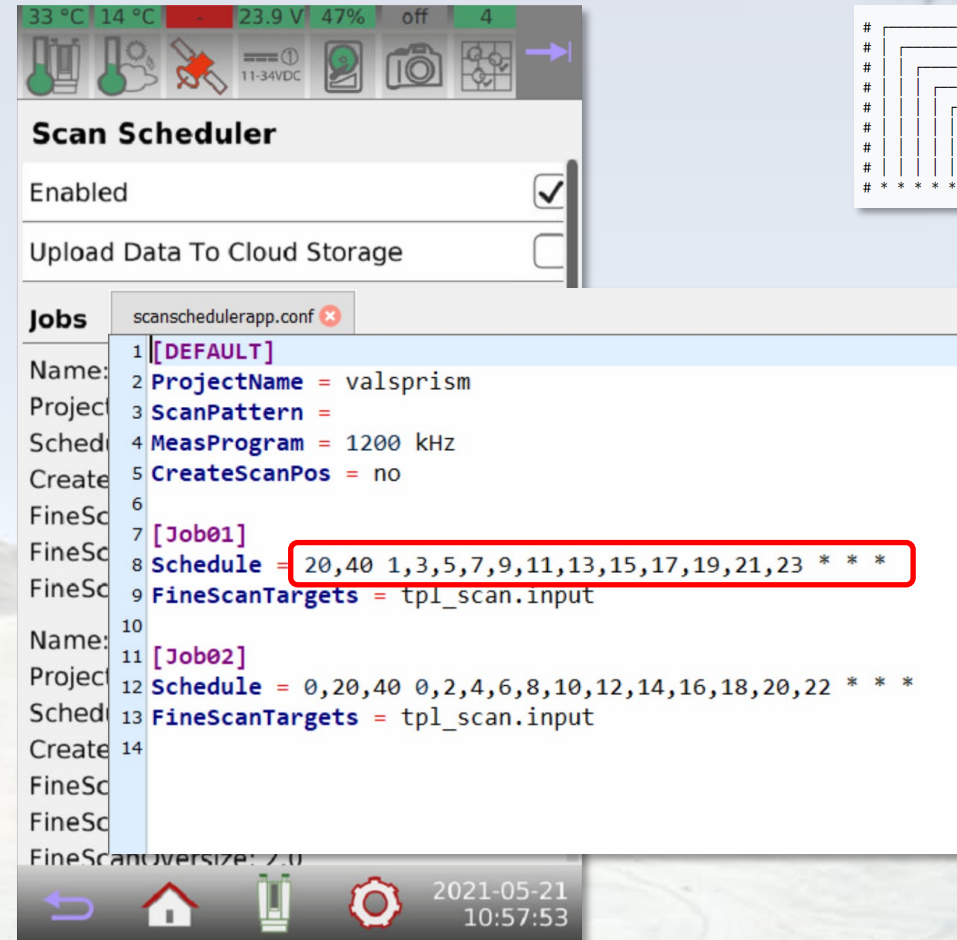 33 °C 14 °C - 23.9 V 47% off 4
11-34VDC
Scan Scheduler
Enabled
Upload Data To Cloud Storage
Jobs
Name:
Project
Sched
Create
FineSc
FineSc
FineSc
Name:
Project
Sched
Create
FineSc
FineSc
FineScanOversize: 2.0
2021-05-21
10:57:53
scanschedulerapp.conf
1 [DEFAULT]
2 ProjectName = valsprism
3 ScanPattern =
4 MeasProgram = 1200 kHz
5 CreateScanPos = no
6
7 [Job01]
8 Schedule = 20,40 1,3,5,7,9,11,13,15,17,19,21,23 * * *
9 FineScanTargets = tpl_scan.input
10
11 [Job02]
12 Schedule = 0,20,40 0,2,4,6,8,10,12,14,16,18,20,22 * * *
13 FineScanTargets = tpl_scan.input
14
#
#
#
#
#
#
#
#
# * * * * *